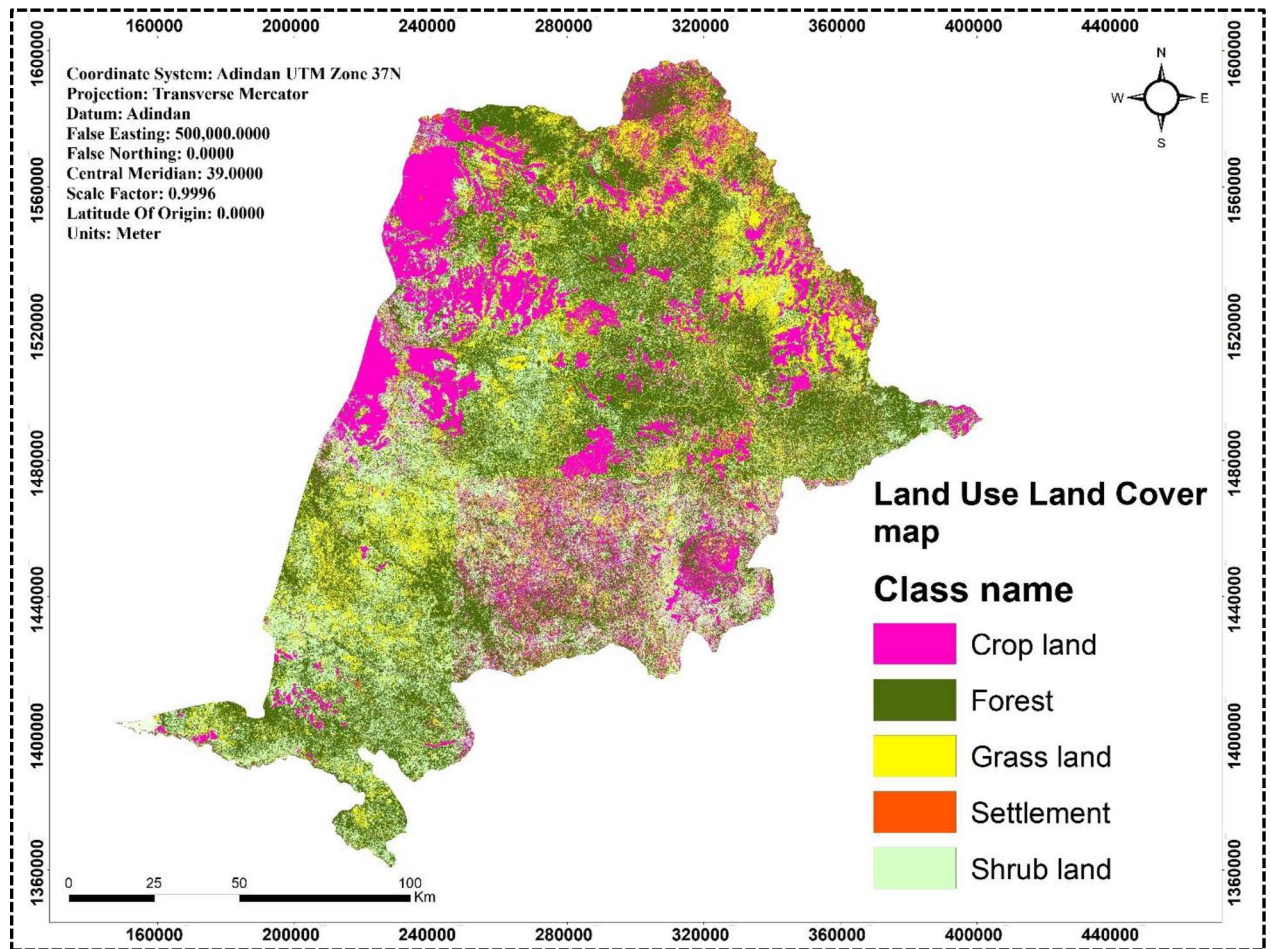 160000 200000 240000 280000 320000 360000 400000 440000
1600000
1560000
1520000
1480000
1440000
1400000
1360000
Coordinate System: Adindan UTM Zone 37N
Projection: Transverse Mercator
Datum: Adindan
False Easting: 500,000.0000
False Northing: 0.0000
Central Meridian: 39.0000
Scale Factor: 0.9996
Latitude Of Origin: 0.0000
Units: Meter
N
W E
S
1600000
1560000
1520000
1480000
1440000
1400000
1360000
Land Use Land Cover
map
Class name
Crop land
Forest
Grass land
Settlement
Shrub land
0 25 50 100
Km
160000 200000 240000 280000 320000 360000 400000 440000